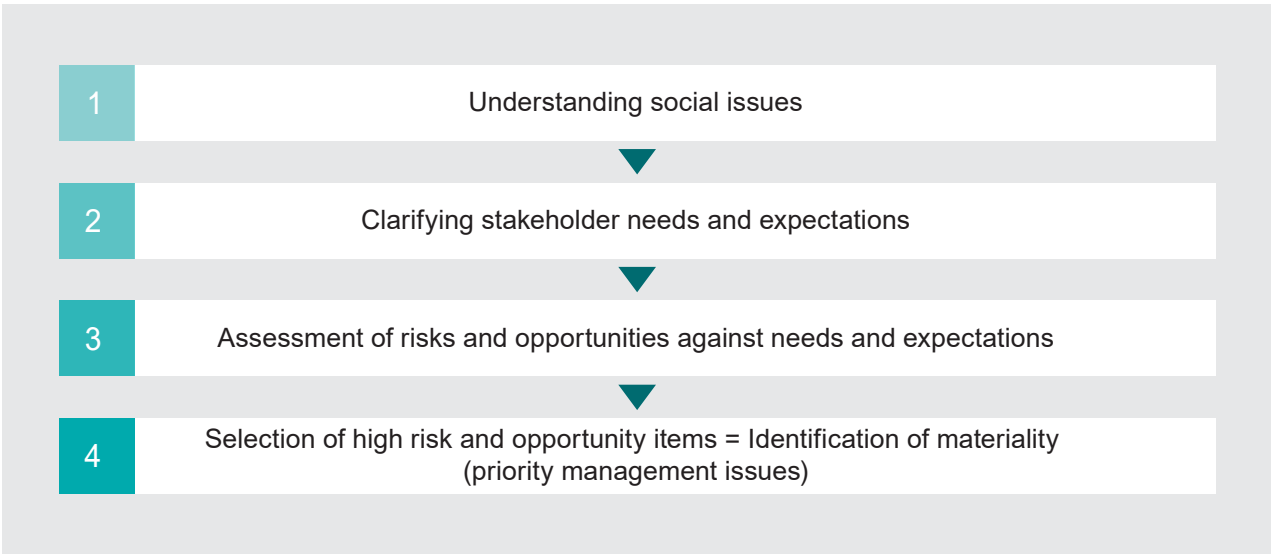 1
Understanding social issues
2
Clarifying stakeholder needs and expectations
3
Assessment of risks and opportunities against needs and expectations
4
Selection of high risk and opportunity items = Identification of materiality
(priority management issues)